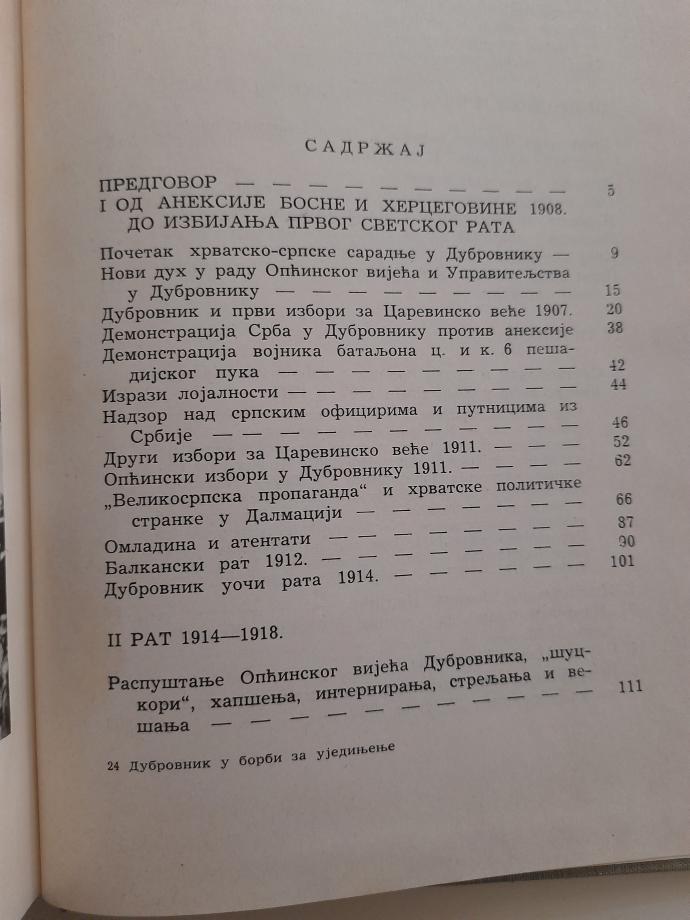 САДРЖАЈ
ПРЕДГОВОР — — — — — — — — — — 5
I ОД АНЕКСИЈЕ БОСНЕ И ХЕРЦЕГОВИНЕ 1908.
ДО ИЗБИЈАЊА ПРВОГ СВЕТСКОГ РАТА
Почетак хрватско-српске сарадње у Дубровнику — 9
Нови дух у раду Опћинског вијећа и Управитељства
у Дубровнику — — — — — — — — — 15
Дубровник и први избори за Царевинско веће 1907. 20
Демонстрација Срба у Дубровнику против анексије 38
Демонстрација војника батаљона ц. и к. 6 пеша-
дијског пука — — — — — — — — — 42
Изрази лојалности — — — — — — — — 44
Надзор над српским официрима и путницима из
Србије — — — — — — — — — — — 46
Други избори за Царевинско веће 1911. — — — 52
Опћински избори у Дубровнику 1911. — — — — 62
„Великосрпска пропаганда“ и хрватске политичке
странке у Далмацији — — — — — — — 66
Омладина и атентати — — — — — — — 87
Балкански рат 1912. — — — — — — — 90
Дубровник уочи рата 1914. — — — — — — 101
II РАТ 1914—1918.
Распуштање Опћинског вијећа Дубровника, „шуц-
кори“, хапшења, интернирања, стрељања и ве-
шања — — — — — — — — — — — 111
24 Дубровник у борби за уједињење